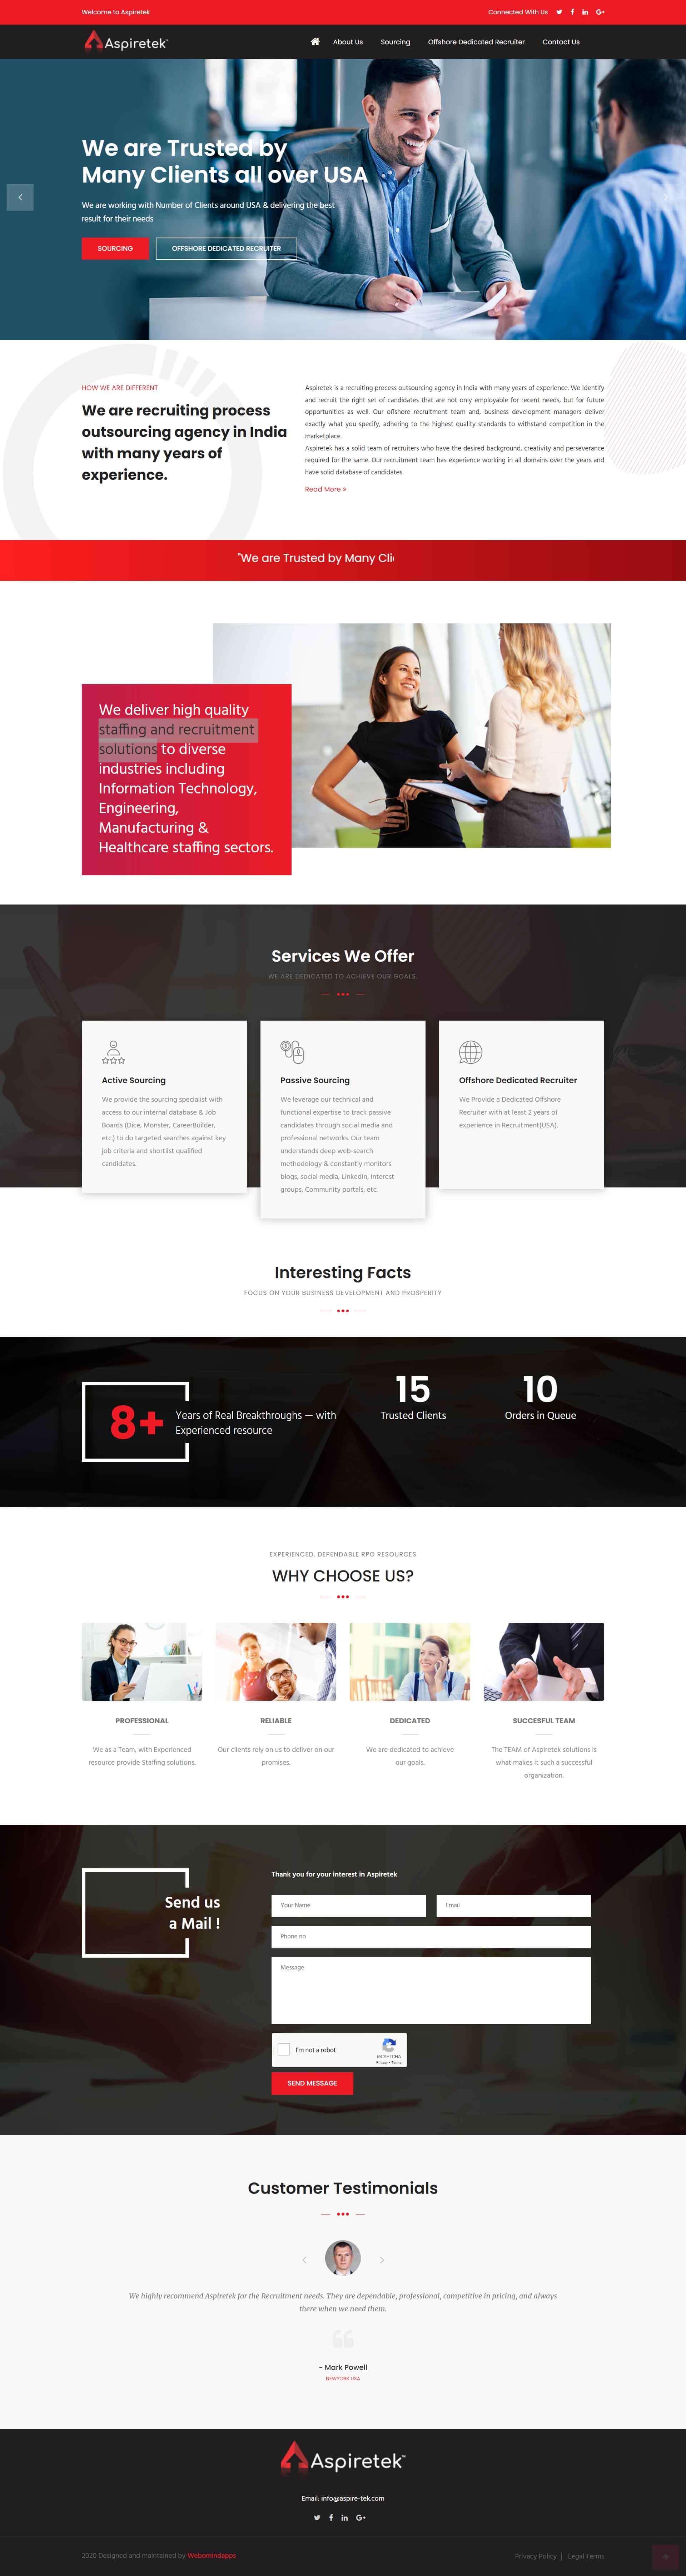 Welcome to Aspiretek
Connected With Us
Aspiretek
About Us
Sourcing
Offshore Dedicated Recruiter
Contact Us
We are Trusted by
Many Clients all over USA
We are working with Number of Clients around USA & delivering the best
result for their needs
SOURCING
OFFSHORE DEDICATED RECRUITER
HOW WE ARE DIFFERENT
We are recruiting process
outsourcing agency in India
with many years of
experience.
Aspiretek is a recruiting process outsourcing agency in India with many years of experience. We Identify
and recruit the right set of candidates that are not only employable for recent needs, but for future
opportunities as well. Our offshore recruitment team and, business development managers deliver
exactly what you specify, adhering to the highest quality standards to withstand competition in the
marketplace.
Aspiretek has a solid team of recruiters who have the desired background, creativity and perseverance
required for the same. Our recruitment team has experience working in all domains over the years and
have solid database of candidates.
Read More »
"We are Trusted by Many Cli
We deliver high quality
staffing and recruitment
solutions to diverse
industries including
Information Technology,
Engineering,
Manufacturing &
Healthcare staffing sectors.
Services We Offer
WE ARE DEDICATED TO ACHIEVE OUR GOALS.
Active Sourcing
We provide the sourcing specialist with
access to our internal database & Job
Boards (Dice, Monster, CareerBuilder,
etc.) to do targeted searches against key
job criteria and shortlist qualified
candidates.
Passive Sourcing
We leverage our technical and
functional expertise to track passive
candidates through social media and
professional networks. Our team
understands deep web-search
methodology & constantly monitors
blogs, social media, LinkedIn, Interest
groups, Community portals, etc.
Offshore Dedicated Recruiter
We Provide a Dedicated Offshore
Recruiter with at least 2 years of
experience in Recruitment(USA).
Interesting Facts
FOCUS ON YOUR BUSINESS DEVELOPMENT AND PROSPERITY
8+
Years of Real Breakthroughs — with
Experienced resource
15
Trusted Clients
10
Orders in Queue
EXPERIENCED, DEPENDABLE RPO RESOURCES
WHY CHOOSE US?
PROFESSIONAL
We as a Team, with Experienced
resource provide Staffing solutions.
RELIABLE
Our clients rely on us to deliver on our
promises.
DEDICATED
We are dedicated to achieve
our goals.
SUCCESFUL TEAM
The TEAM of Aspiretek solutions is
what makes it such a successful
organization.
Send us
a Mail !
Thank you for your interest in Aspiretek
Your Name
Email
Phone no
Message
I'm not a robot
reCAPTCHA
Privacy - Terms
SEND MESSAGE
Customer Testimonials
We highly recommend Aspiretek for the Recruitment needs. They are dependable, professional, competitive in pricing, and always
there when we need them.
- Mark Powell
NEWYORK USA
Aspiretek™
Email: info@aspire-tek.com
2020 Designed and maintained by Webomindapps
Privacy Policy | Legal Terms